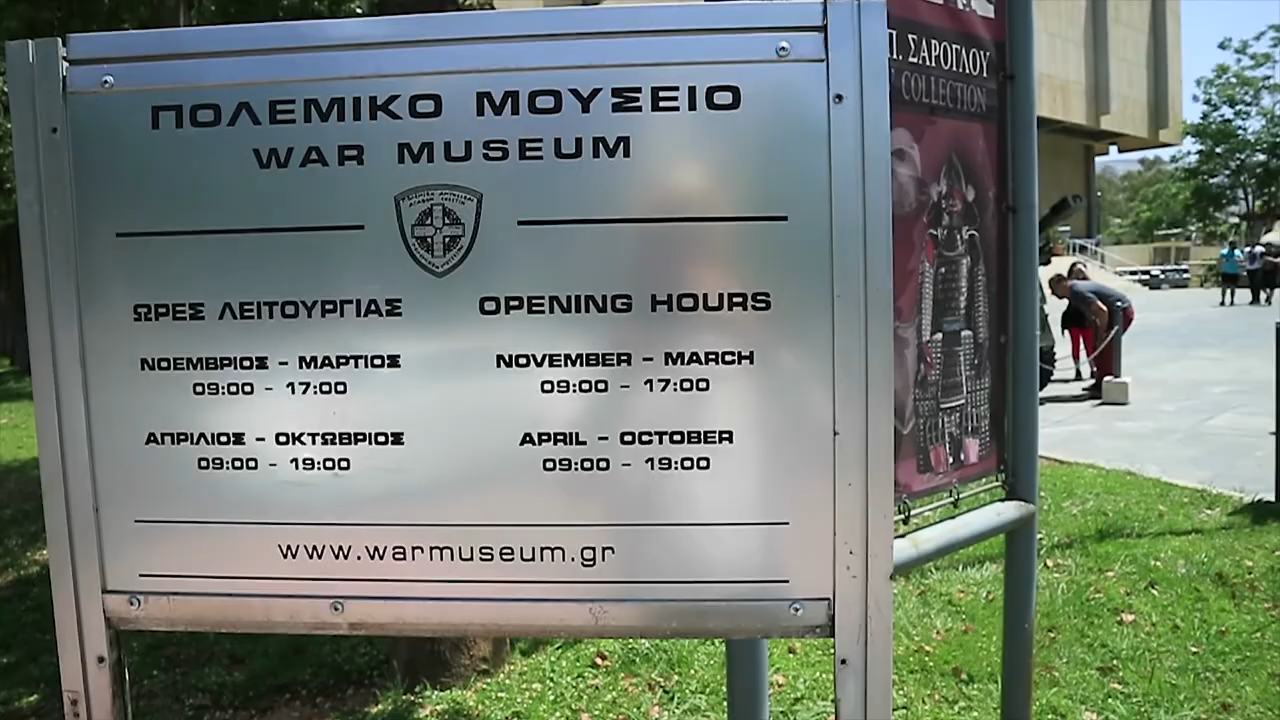 ΠΟΛΕΜΙΚΟ ΜΟΥΣΕΙΟ
WAR MUSEUM
ΩΡΕΣ ΛΕΙΤΟΥΡΓΙΑΣ
ΝΟΕΜΒΡΙΟΣ - ΜΑΡΤΙΟΣ
09:00 - 17:00
ΑΠΡΙΛΙΟΣ - ΟΚΤΩΒΡΙΟΣ
09:00 - 19:00
OPENING HOURS
NOVEMBER - MARCH
09:00 - 17:00
APRIL - OCTOBER
09:00 - 19:00
www.warmuseum.gr
Π. ΣΑΡΟΓΛΟΥ
COLLECTION